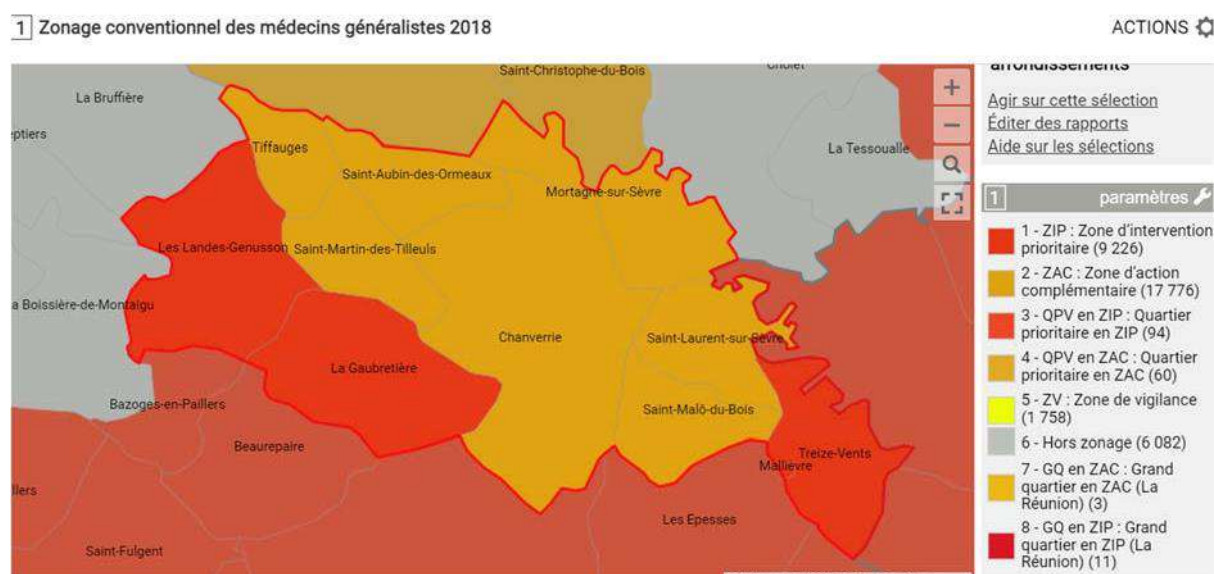 1 Zonage conventionnel des médecins généralistes 2018
ACTIONS
Saint-Christophe-du-Bois
Cholet
arrondissements
La Bruffière
Agir sur cette sélection
Éditer des rapports
Aide sur les sélections
eptiers
Tiffauges
La Tessoualle
Saint-Aubin-des-Ormeaux
Mortagne-sur-Sèvre
1 paramètres
Les Landes-Genusson
Saint-Martin-des-Tilleuls
a Boissière-de-Montaigu
Chanverrie
Saint-Laurent-sur-Sèvre
La Gaubretière
Bazoges-en-Paillers
Saint-Malô-du-Bois
Beaurepaire
Treize-Vents
Mallièvre
llers
Les Epesses
Saint-Fulgent
1 - ZIP : Zone d'intervention
prioritaire (9 226)
2 - ZAC : Zone d'action
complémentaire (17 776)
3 - QPV en ZIP : Quartier
prioritaire en ZIP (94)
4 - QPV en ZAC : Quartier
prioritaire en ZAC (60)
5 - ZV : Zone de vigilance
(1 758)
6 - Hors zonage (6 082)
7 - GQ en ZAC : Grand
quartier en ZAC (La
Réunion) (3)
8 - GQ en ZIP : Grand
quartier en ZIP (La
Réunion) (11)